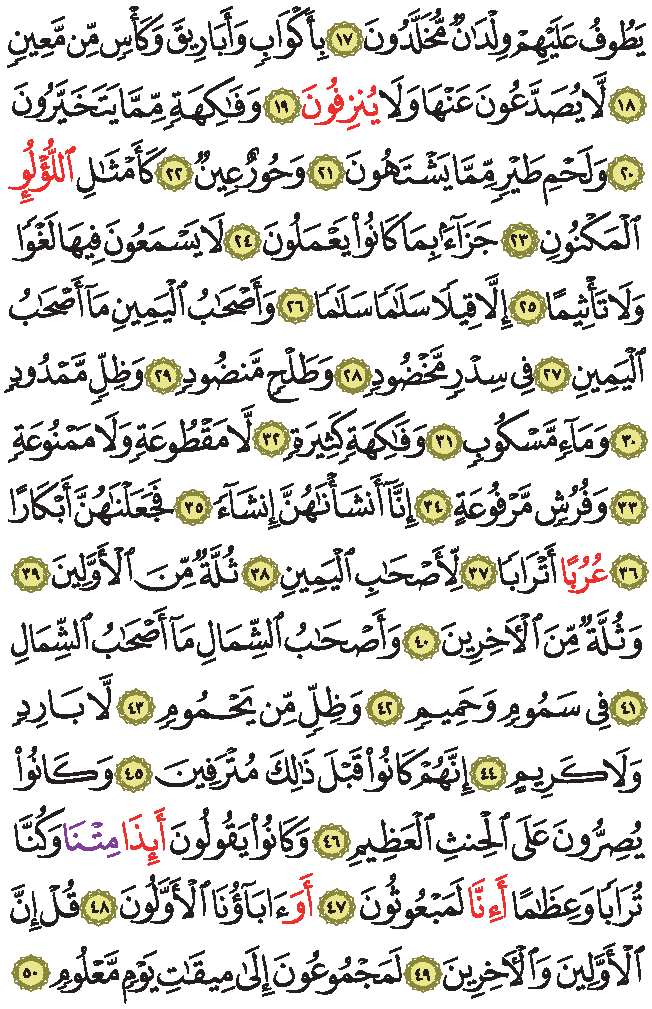 يَطُوفُ عَلَيْهِمْ وِلْدَٰنٌ مُّخَلَّدُونَ ١٧ بِأَكْوَابٍ وَأَبَارِيقَ وَكَأْسٍ مِّن مَّعِينٍ
١٨ لَّا يُصَدَّعُونَ عَنْهَا وَلَا يُنزِفُونَ ١٩ وَفَٰكِهَةٍ مِّمَّا يَتَخَيَّرُونَ
٢٠ وَلَحْمِ طَيْرٍ مِّمَّا يَشْتَهُونَ ٢١ وَحُورٌ عِينٌ ٢٢ كَأَمْثَٰلِ ٱللُّؤْلُوِٕ
ٱلْمَكْنُونِ ٢٣ جَزَآءًۢ بِمَا كَانُوا۟ يَعْمَلُونَ ٢٤ لَا يَسْمَعُونَ فِيهَا لَغْوًا
وَلَا تَأْثِيمًا ٢٥ إِلَّا قِيلًا سَلَٰمًا سَلَٰمًا ٢٦ وَأَصْحَٰبُ ٱلْيَمِينِ مَآ أَصْحَٰبُ
ٱلْيَمِينِ ٢٧ فِى سِدْرٍ مَّخْضُودٍ ٢٨ وَطَلْحٍ مَّنضُودٍ ٢٩ وَظِلٍّ مَّمْدُودٍ
٣٠ وَمَآءٍ مَّسْكُوبٍ ٣١ وَفَٰكِهَةٍ كَثِيرَةٍ ٣٢ لَّا مَقْطُوعَةٍ وَلَا مَمْنُوعَةٍ
٣٣ وَفُرُشٍ مَّرْفُوعَةٍ ٣٤ إِنَّآ أَنشَأْنَٰهُنَّ إِنشَآءً ٣٥ فَجَعَلْنَٰهُنَّ أَبْكَارًا
٣٦ عُرُبًا أَتْرَابًا ٣٧ لِّأَصْحَٰبِ ٱلْيَمِينِ ٣٨ ثُلَّةٌ مِّنَ ٱلْأَوَّلِينَ ٣٩
وَثُلَّةٌ مِّنَ ٱلْءَاخِرِينَ ٤٠ وَأَصْحَٰبُ ٱلشِّمَالِ مَآ أَصْحَٰبُ ٱلشِّمَالِ
٤١ فِى سَمُومٍ وَحَمِيمٍ ٤٢ وَظِلٍّ مِّن يَحْمُومٍ ٤٣ لَّا بَارِدٍ
وَلَا كَرِيمٍ ٤٤ إِنَّهُمْ كَانُوا۟ قَبْلَ ذَٰلِكَ مُتْرَفِينَ ٤٥ وَكَانُوا۟
يُصِرُّونَ عَلَى ٱلْحِنثِ ٱلْعَظِيمِ ٤٦ وَكَانُوا۟ يَقُولُونَ أَئِذَا مِتْنَا وَكُنَّا
تُرَابًا وَعِظَٰمًا أَءِنَّا لَمَبْعُوثُونَ ٤٧ أَوَءَابَآؤُنَا ٱلْأَوَّلُونَ ٤٨ قُلْ إِنَّ
ٱلْأَوَّلِينَ وَٱلْءَاخِرِينَ ٤٩ لَمَجْمُوعُونَ إِلَىٰ مِيقَٰتِ يَوْمٍ مَّعْلُومٍ ٥٠